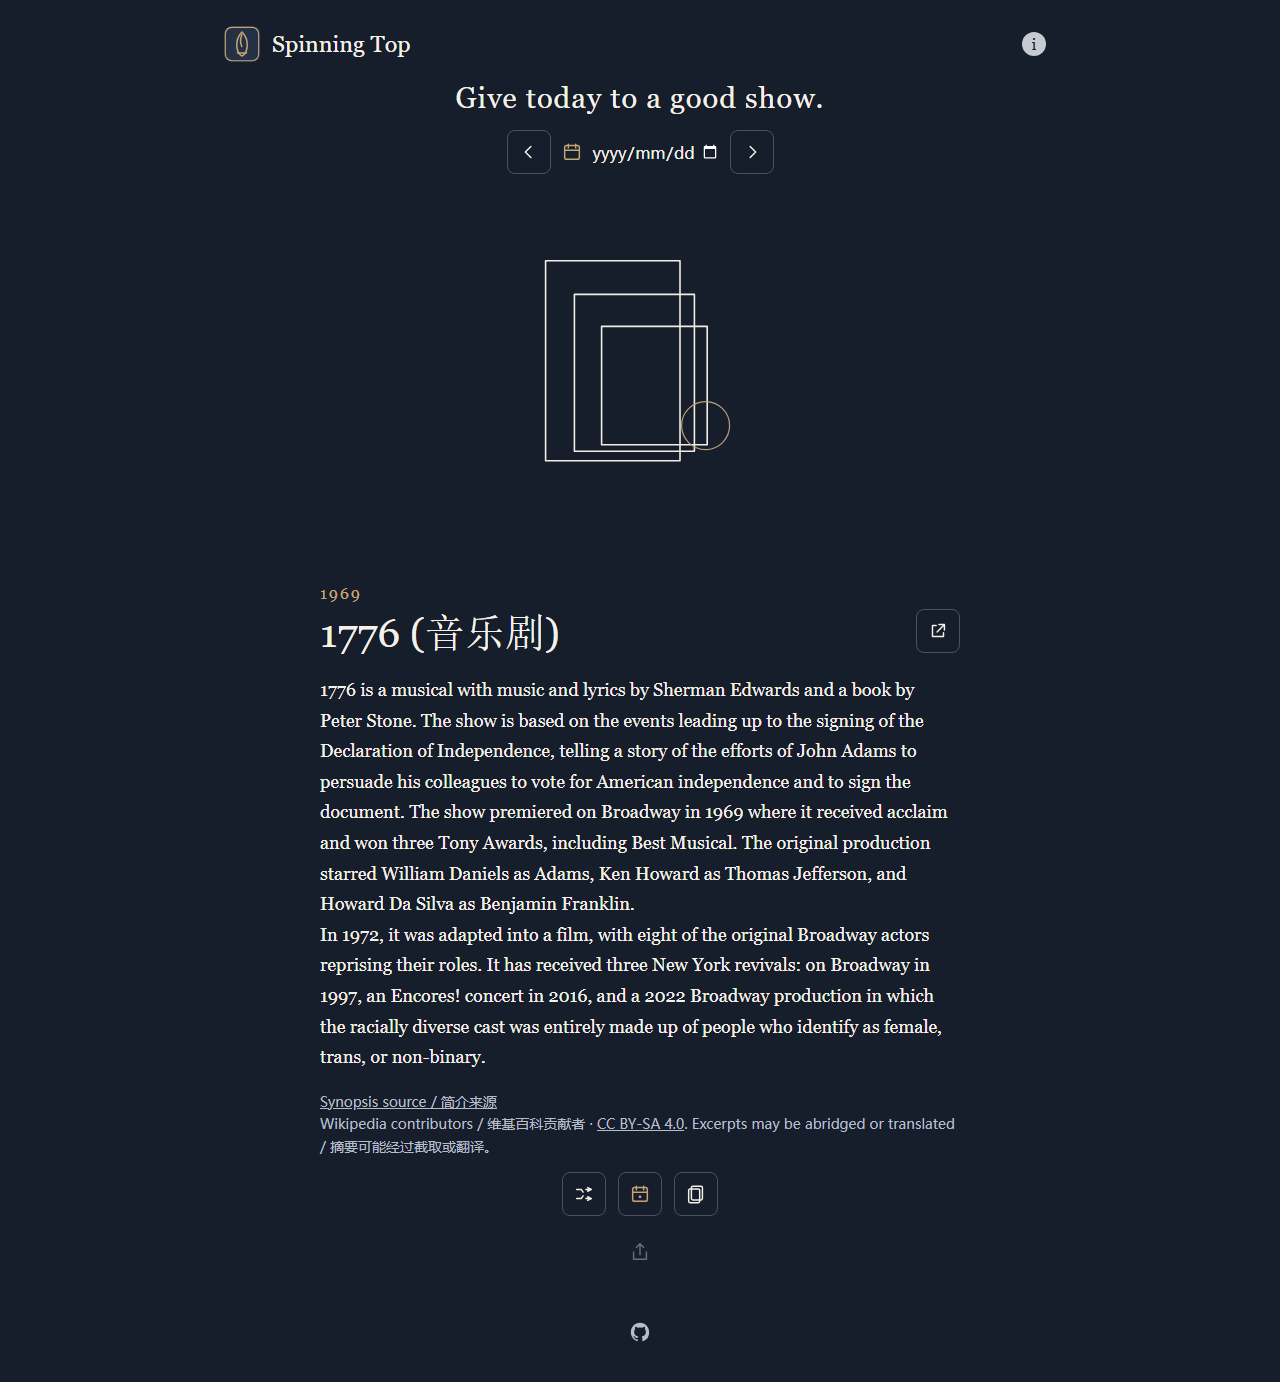 Spinning Top
i
Give today to a good show.
yyyy/mm/dd
1969
1776 (音乐剧)
1776 is a musical with music and lyrics by Sherman Edwards and a book by
Peter Stone. The show is based on the events leading up to the signing of the
Declaration of Independence, telling a story of the efforts of John Adams to
persuade his colleagues to vote for American independence and to sign the
document. The show premiered on Broadway in 1969 where it received acclaim
and won three Tony Awards, including Best Musical. The original production
starred William Daniels as Adams, Ken Howard as Thomas Jefferson, and
Howard Da Silva as Benjamin Franklin.
In 1972, it was adapted into a film, with eight of the original Broadway actors
reprising their roles. It has received three New York revivals: on Broadway in
1997, an Encores! concert in 2016, and a 2022 Broadway production in which
the racially diverse cast was entirely made up of people who identify as female,
trans, or non-binary.
Synopsis source / 简介来源
Wikipedia contributors / 维基百科贡献者 · CC BY-SA 4.0. Excerpts may be abridged or translated
/ 摘要可能经过截取或翻译。